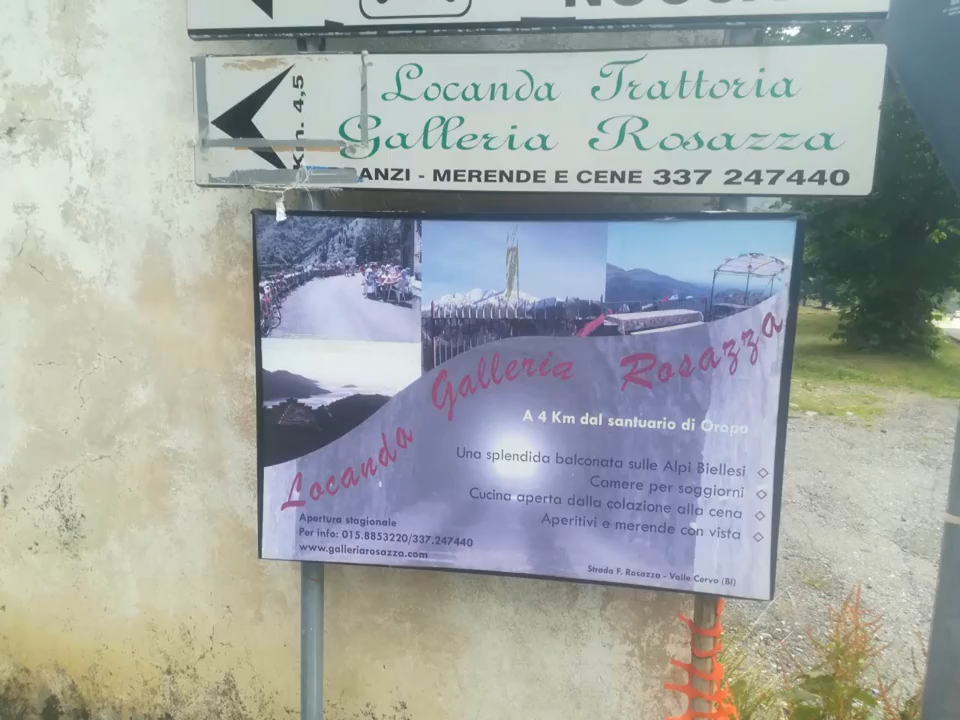 Km. 4,5
Locanda Trattoria
Galleria Rosazza
ANZI - MERENDE E CENE 337 247440
Locanda Galleria Rosazza
A 4 Km dal santuario di Oropa
Una splendida balconata sulle Alpi Biellesi
Camere per soggiorni
Cucina aperta dalla colazione alla cena
Aperitivi e merende con vista
Apertura stagionale
Per info: 015.8853220/337.247440
www.galleriarosazza.com
Strada F. Rosazza - Valle Cervo (BI)